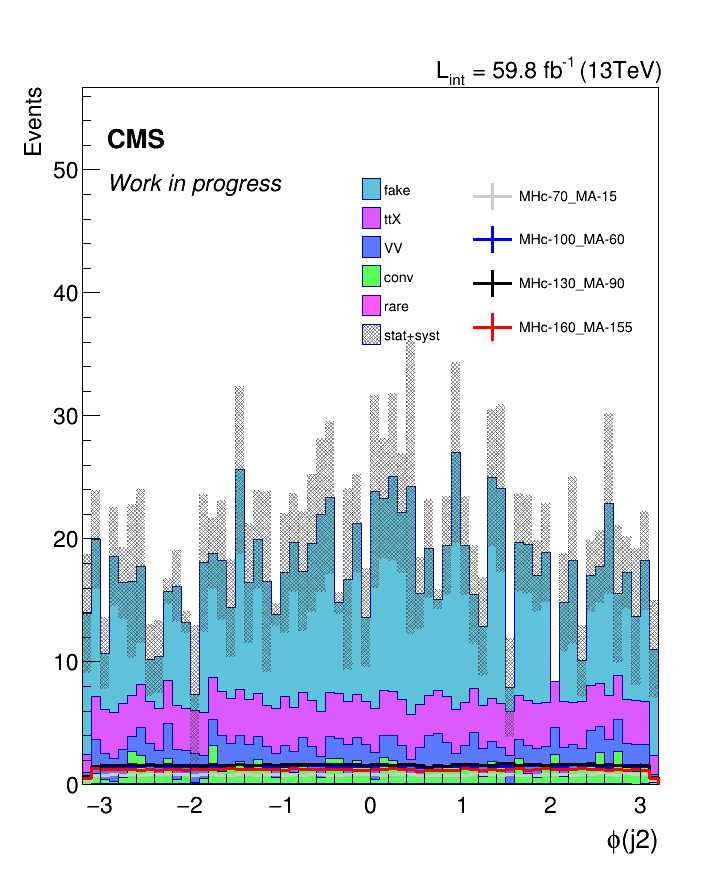 L_int = 59.8 fb^-1 (13TeV)
Events
CMS
Work in progress
fake
ttX
VV
conv
rare
stat+syst
MHc-70_MA-15
MHc-100_MA-60
MHc-130_MA-90
MHc-160_MA-155
50
40
30
20
10
0
−3 −2 −1 0 1 2 3
ϕ(j2)